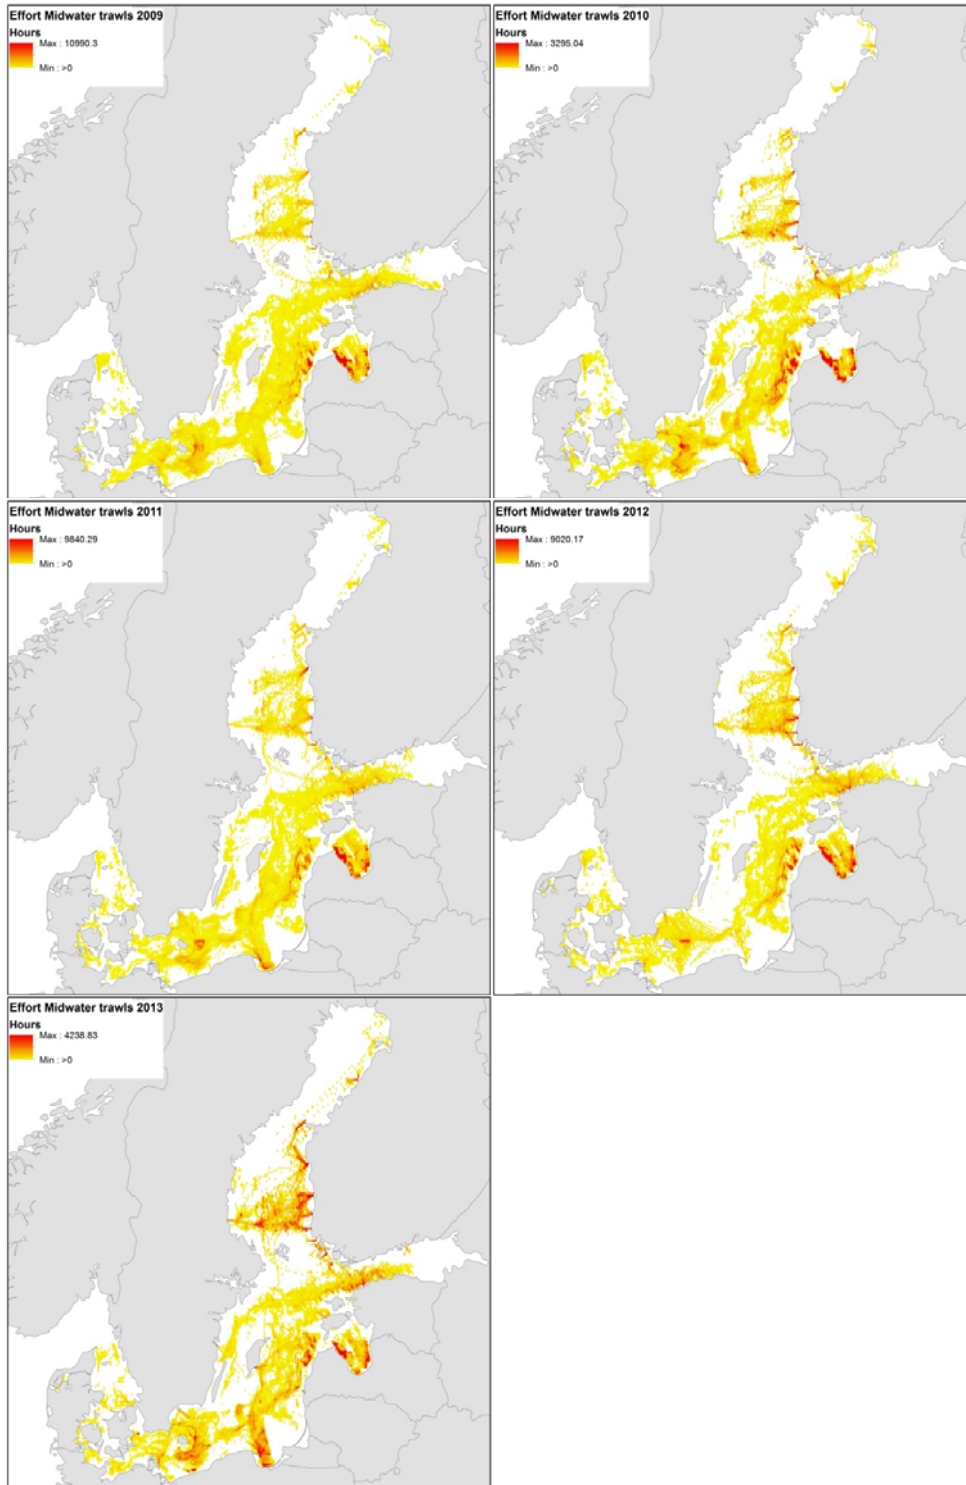 Effort Midwater trawls 2009
Hours
Max : 10990.3
Min : >0
Effort Midwater trawls 2010
Hours
Max : 3295.04
Min : >0
Effort Midwater trawls 2011
Hours
Max : 9840.29
Min : >0
Effort Midwater trawls 2012
Hours
Max : 9020.17
Min : >0
Effort Midwater trawls 2013
Hours
Max : 4238.83
Min : >0